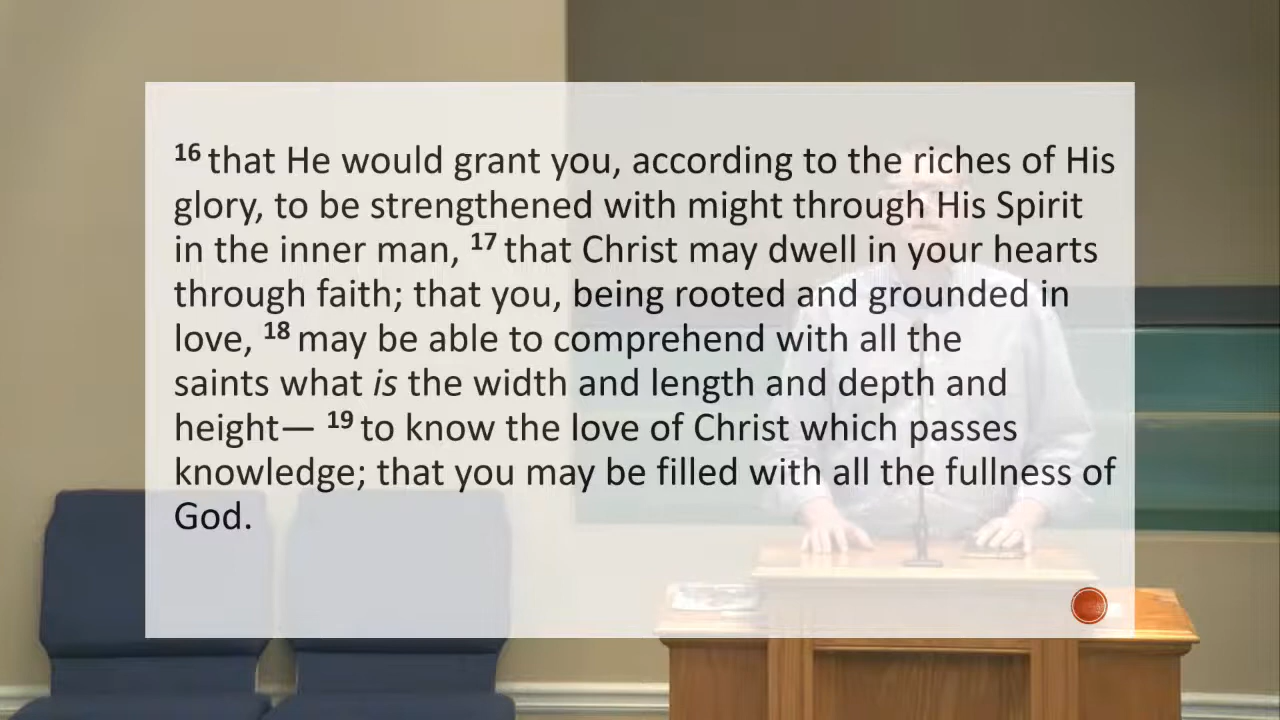 16 that He would grant you, according to the riches of His
glory, to be strengthened with might through His Spirit
in the inner man, 17 that Christ may dwell in your hearts
through faith; that you, being rooted and grounded in
love, 18 may be able to comprehend with all the
saints what is the width and length and depth and
height— 19 to know the love of Christ which passes
knowledge; that you may be filled with all the fullness of
God.